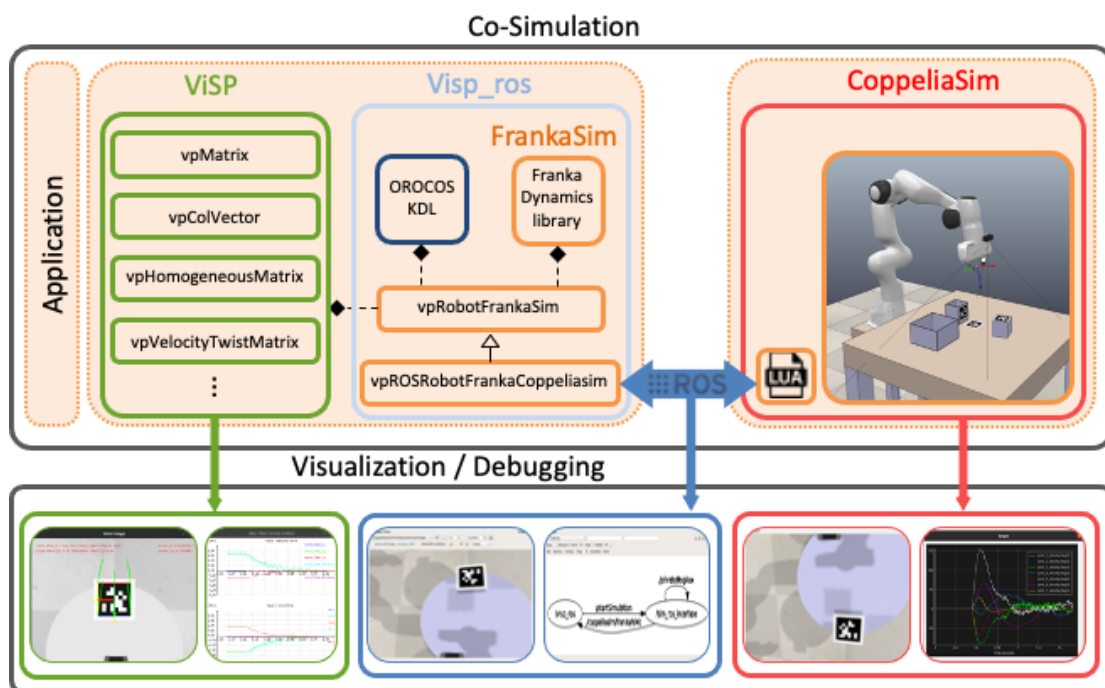 Co-Simulation
Application
ViSP
vpMatrix
vpColVector
vpHomogeneousMatrix
vpVelocityTwistMatrix
⋮
Visp_ros
FrankaSim
OROCOS
KDL
Franka
Dynamics
library
vpRobotFrankaSim
vpROSRobotFrankaCoppeliasim
ROS
CoppeliaSim
LUA
Visualization / Debugging